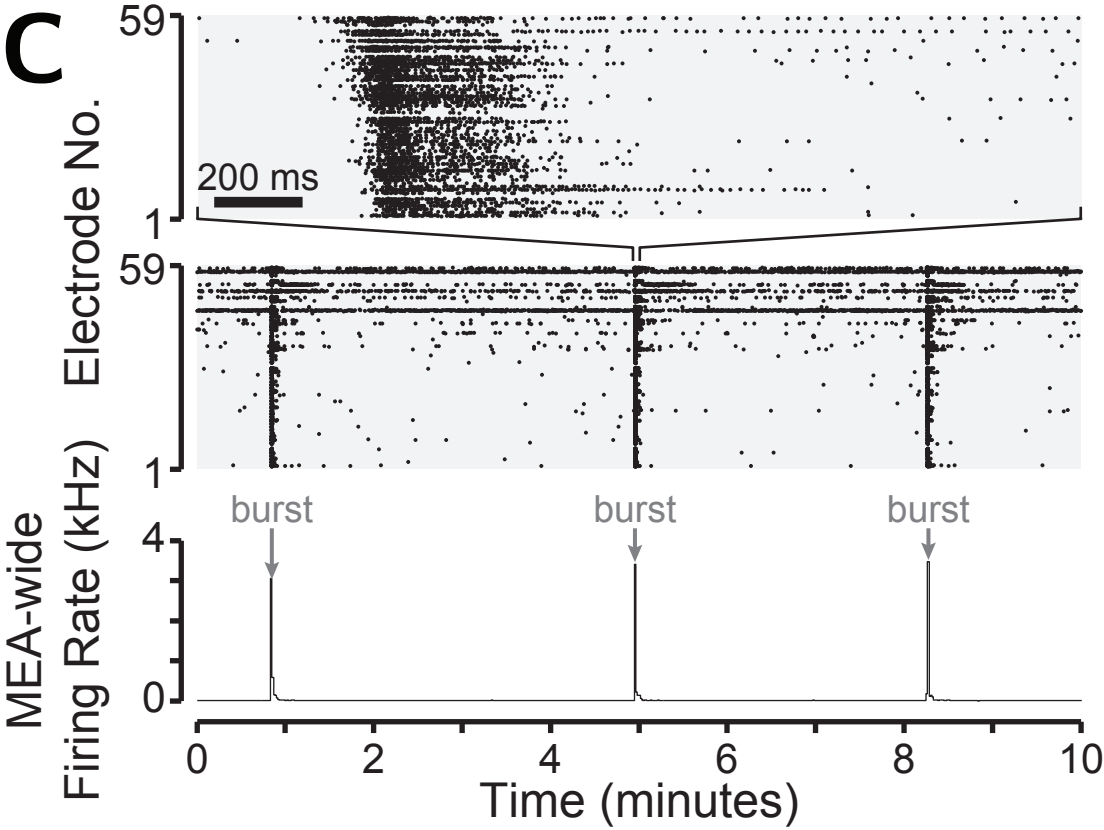 C
59
200 ms
1
Electrode No.
59
1
burst burst burst
MEA-wide
Firing Rate (kHz)
4
0
0 2 4 6 8 10
Time (minutes)